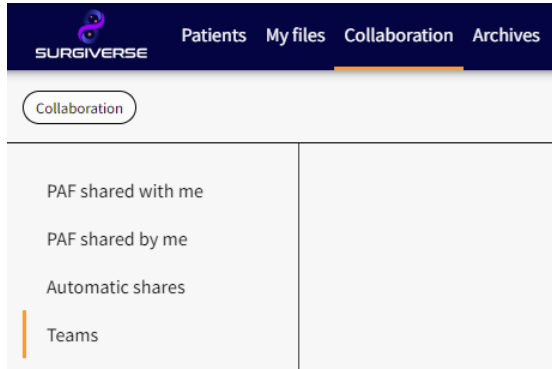 SURGIVERSE
Patients My files Collaboration Archives
Collaboration
PAF shared with me
PAF shared by me
Automatic shares
Teams